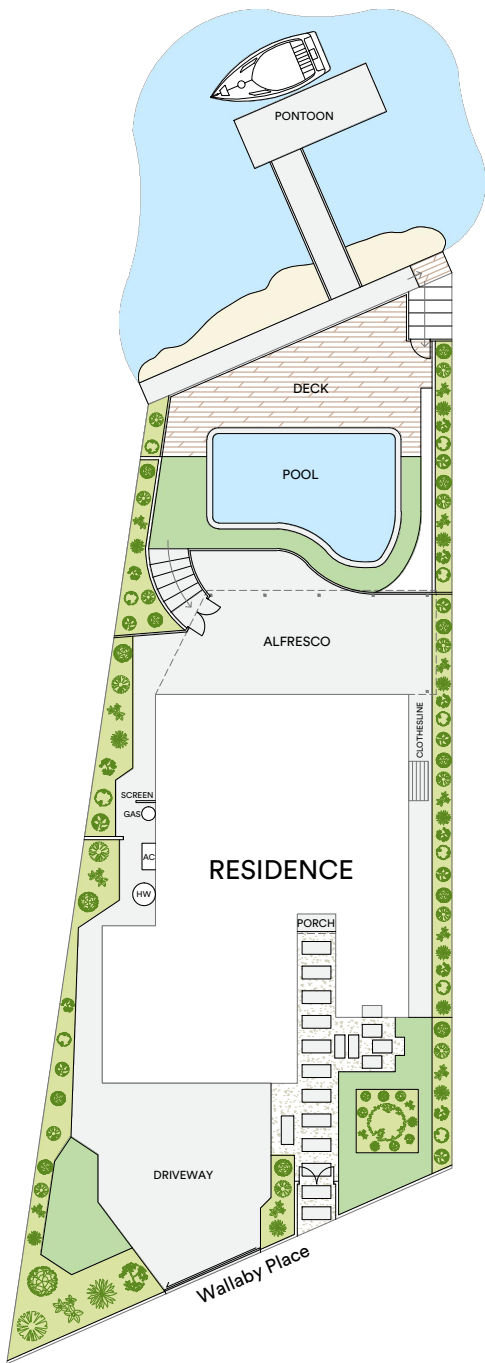 PONTOON
DECK
POOL
ALFRESCO
CLOTHESLINE
SCREEN
GAS
AC
RESIDENCE
HW
PORCH
DRIVEWAY
Wallaby Place